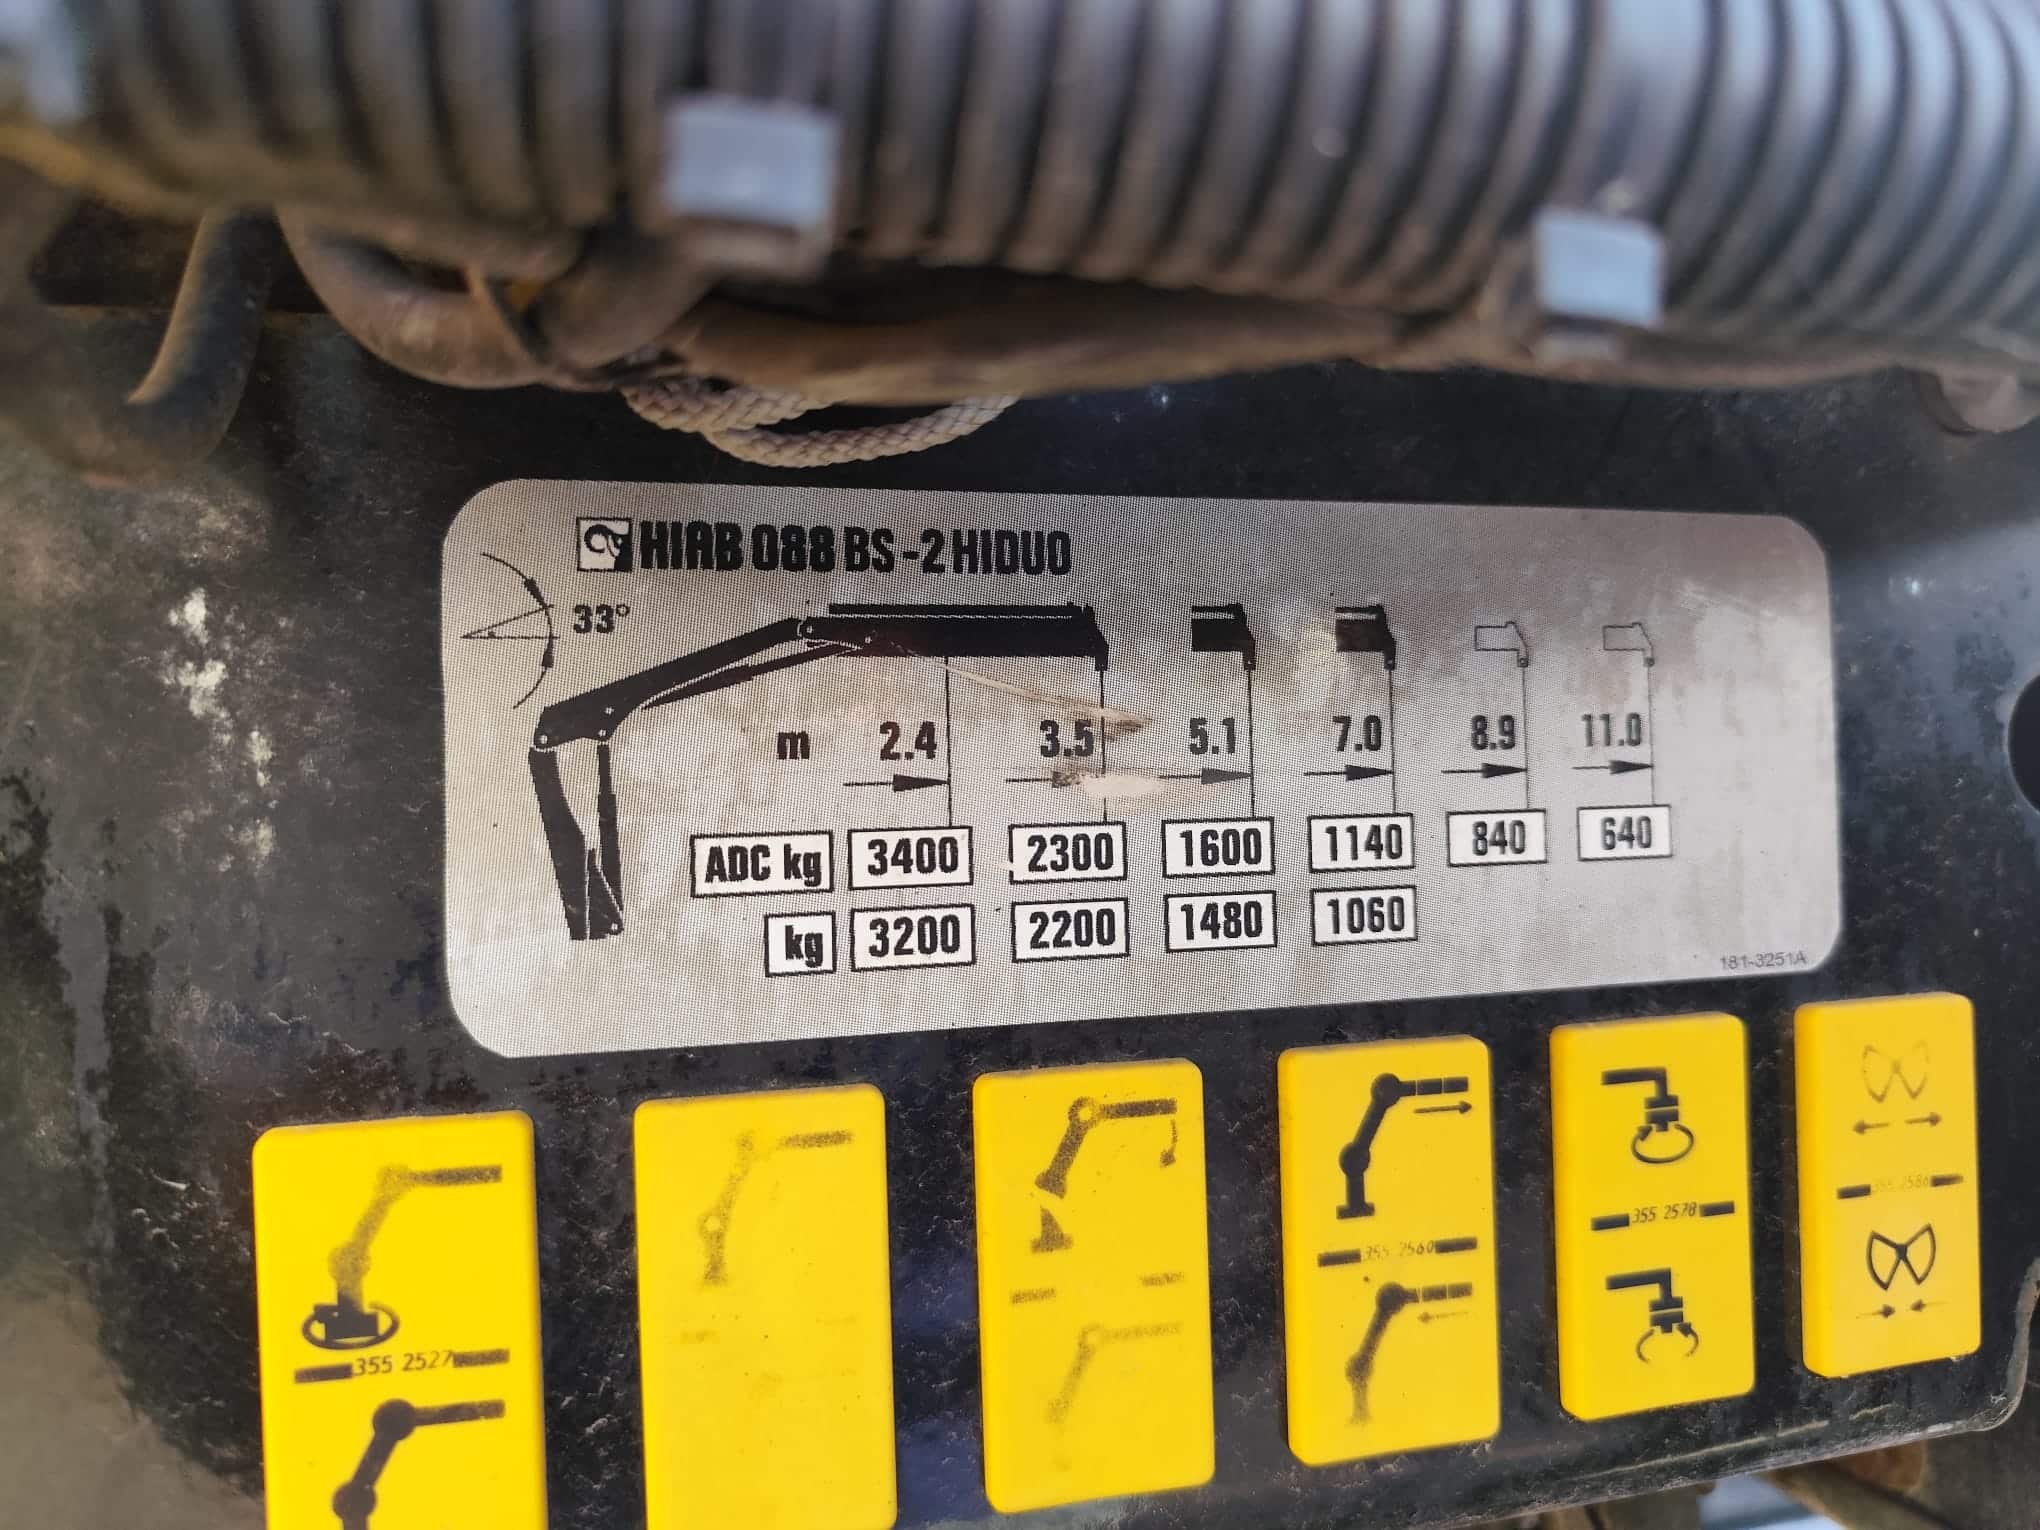 HIAB 088 BS-2 HIDUO
33°
m 2.4 3.5 5.1 7.0 8.9 11.0
ADC kg 3400 2300 1600 1140 840 640
kg 3200 2200 1480 1060
181-3251A
355 2527
355 2560
355 2578
355 2586